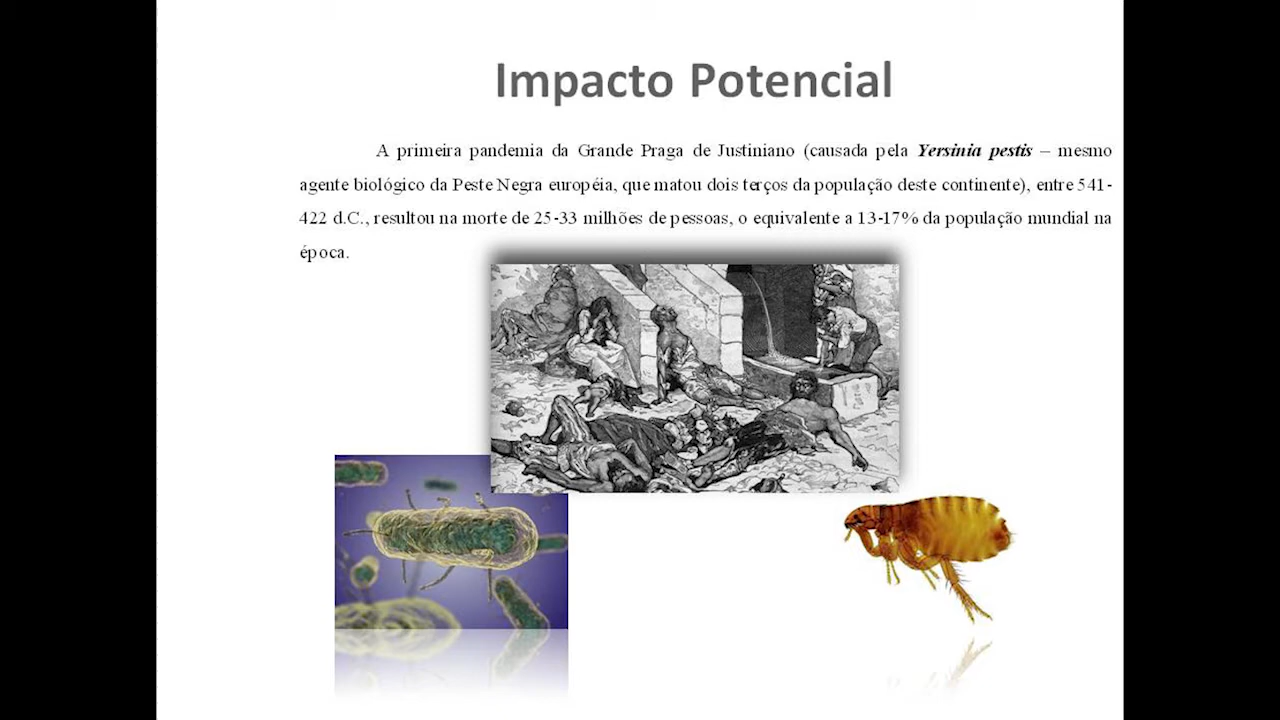 Impacto Potencial
A primeira pandemia da Grande Praga de Justiniano (causada pela Yersinia pestis – mesmo
agente biológico da Peste Negra européia, que matou dois terços da população deste continente), entre 541-
422 d.C., resultou na morte de 25-33 milhões de pessoas, o equivalente a 13-17% da população mundial na
época.